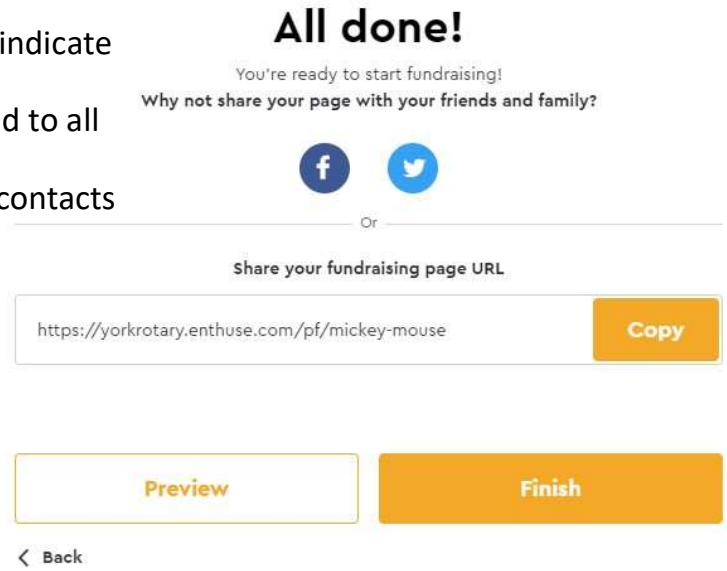 All done!
indicate
You're ready to start fundraising!
Why not share your page with your friends and family?
d to all
contacts
Or
Share your fundraising page URL
https://yorkrotary.enthuse.com/pf/mickey-mouse
Copy
Preview
Finish
Back